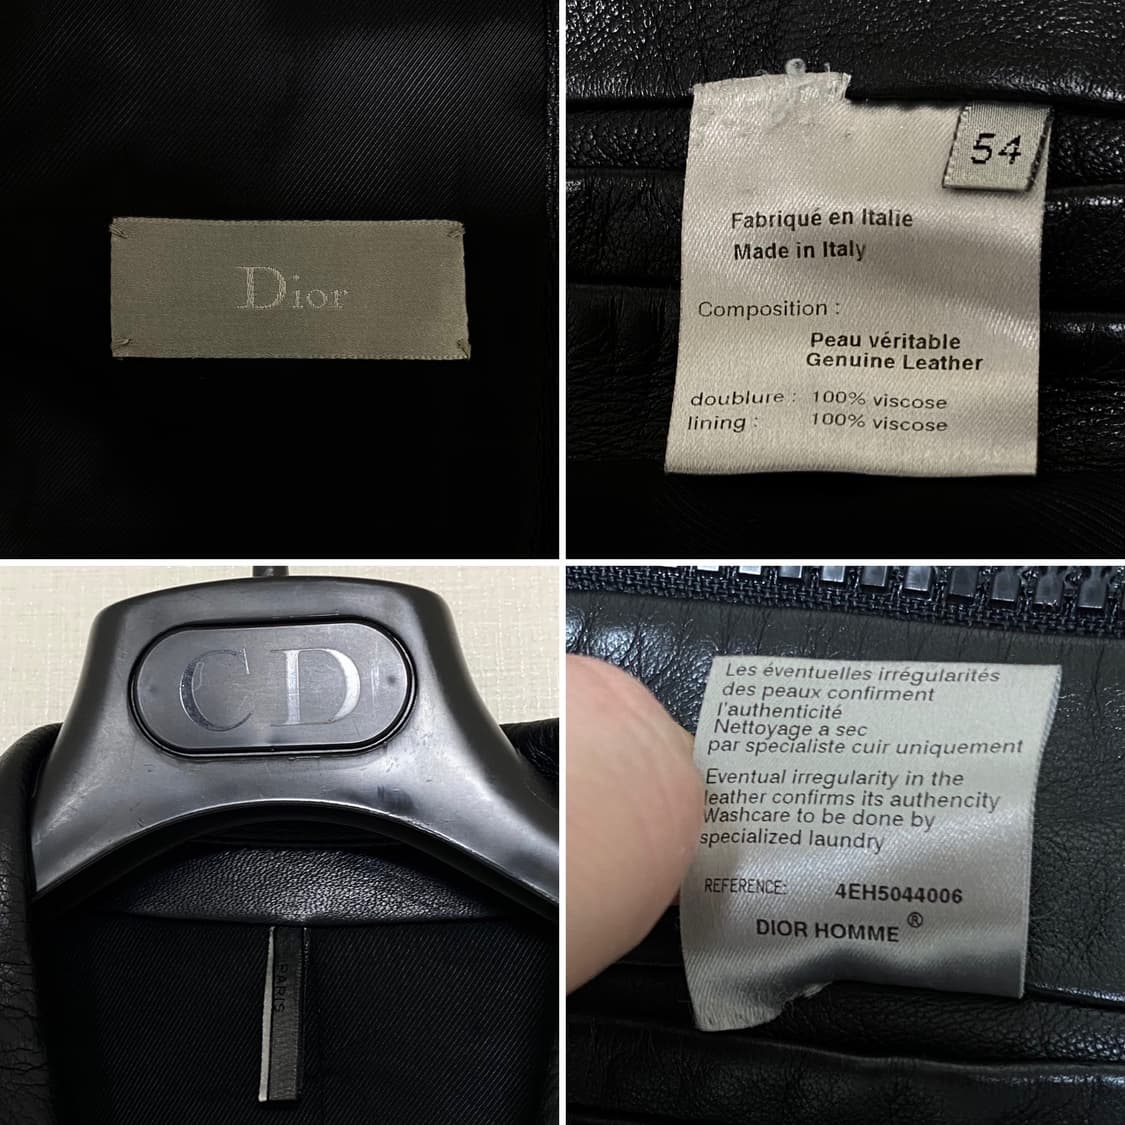 Dior
54
Fabriqué en Italie
Made in Italy
Composition :
Peau véritable
Genuine Leather
doublure : 100% viscose
lining : 100% viscose
CD
PARIS
Les éventuelles irrégularités
des peaux confirment
l'authenticité
Nettoyage a sec
par specialiste cuir uniquement
Eventual irregularity in the
leather confirms its authencity
Washcare to be done by
specialized laundry
REFERENCE: 4EH5044006
DIOR HOMME ®